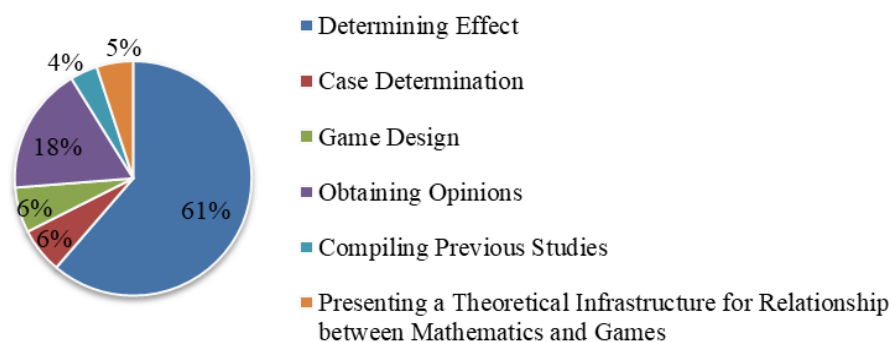 5%
4%
18%
6%
6%
61%
Determining Effect
Case Determination
Game Design
Obtaining Opinions
Compiling Previous Studies
Presenting a Theoretical Infrastructure for Relationship
between Mathematics and Games